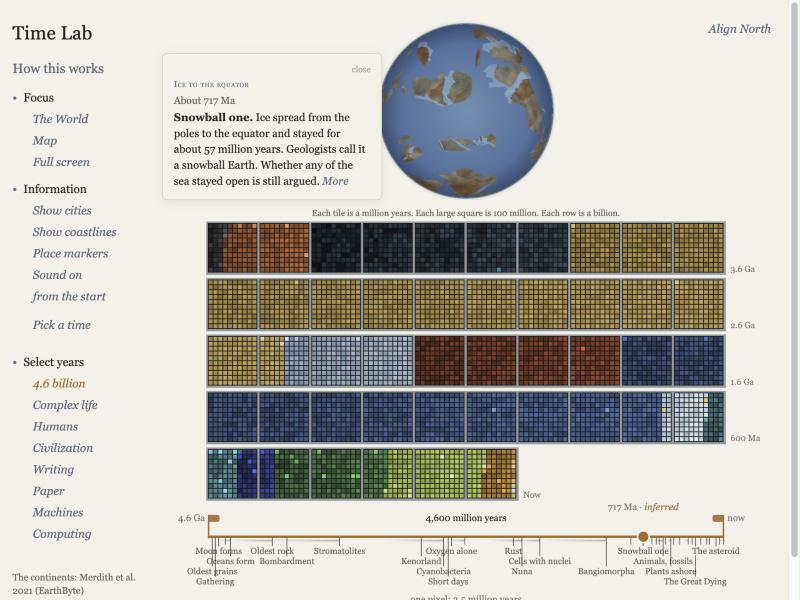 Time Lab
Align North
How this works
• Focus
The World
Map
Full screen
• Information
Show cities
Show coastlines
Place markers
Sound on
from the start
Pick a time
• Select years
4.6 billion
Complex life
Humans
Civilization
Writing
Paper
Machines
Computing
The continents: Merdith et al.
2021 (EarthByte)
close
Ice to the equator
About 717 Ma
Snowball one. Ice spread from the
poles to the equator and stayed for
about 57 million years. Geologists call it
a snowball Earth. Whether any of the
sea stayed open is still argued. More
Each tile is a million years. Each large square is 100 million. Each row is a billion.
3.6 Ga
2.6 Ga
1.6 Ga
600 Ma
Now
717 Ma · inferred
4.6 Ga
4,600 million years
now
Moon forms
Oldest rock
Stromatolites
Oxygen alone
Rust
Snowball one
The asteroid
Oceans form
Bombardment
Kenorland
Cells with nuclei
Animals, fossils
Oldest grains
Cyanobacteria
Nuna
Bangiomorpha
Plants ashore
Gathering
Short days
The Great Dying
one pixel: 3.5 million years